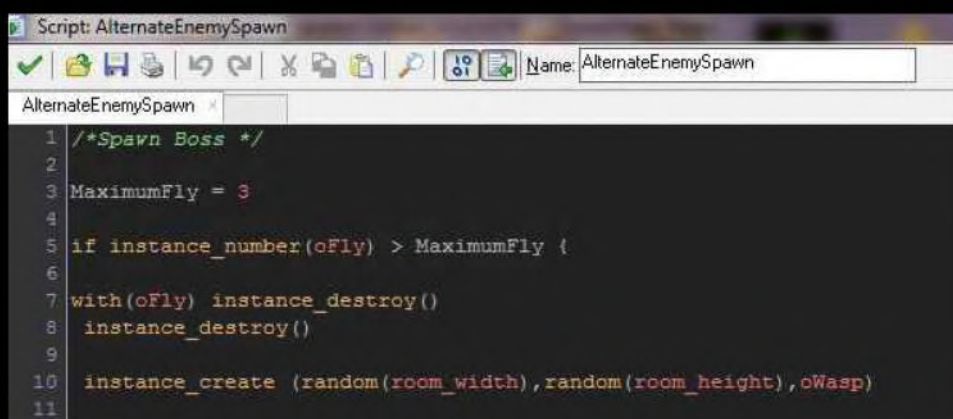 Script: AlternateEnemySpawn
Name: AlternateEnemySpawn
AlternateEnemySpawn
1 /*Spawn Boss */
2
3 MaximumFly = 3
4
5 if instance_number(oFly) > MaximumFly {
6
7 with(oFly) instance_destroy()
8 instance_destroy()
9
10 instance_create (random(room_width),random(room_height),oWasp)
11